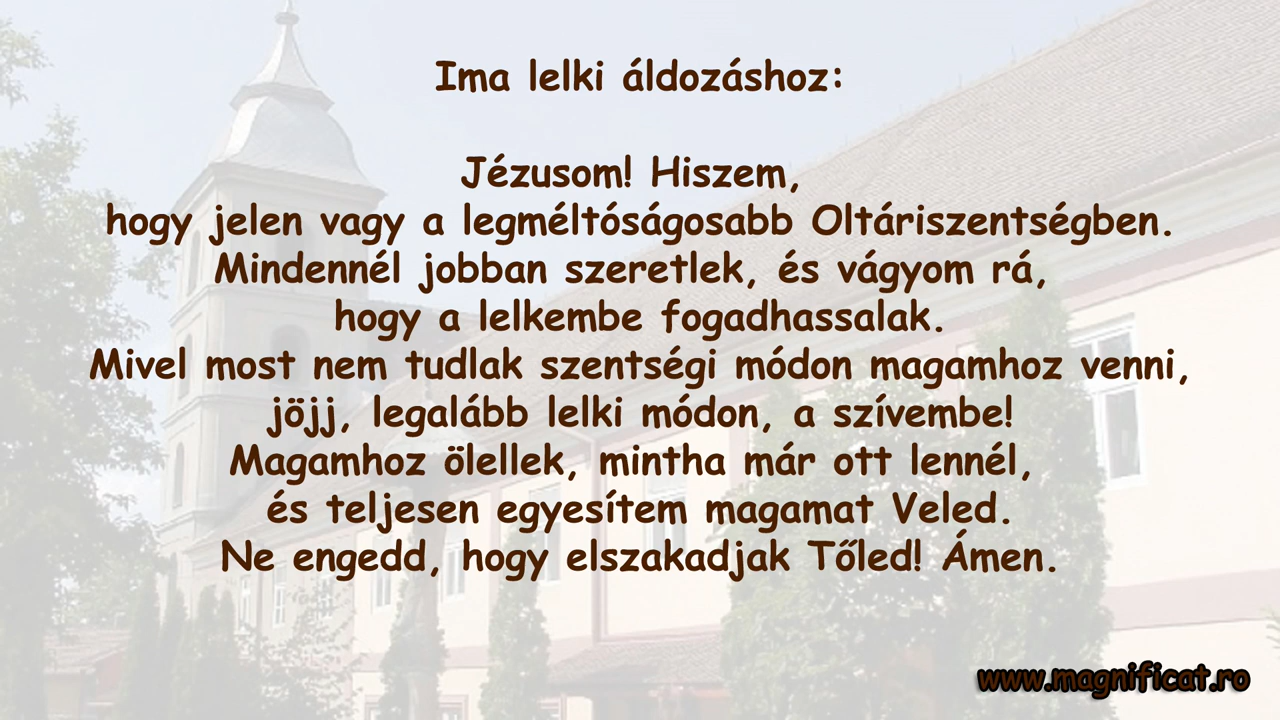 Ima lelki áldozáshoz:
Jézusom! Hiszem,
hogy jelen vagy a legméltóságosabb Oltáriszentségben.
Mindennél jobban szeretlek, és vágyom rá,
hogy a lelkembe fogadhassalak.
Mivel most nem tudlak szentségi módon magamhoz venni,
jöjj, legalább lelki módon, a szívembe!
Magamhoz ölellek, mintha már ott lennél,
és teljesen egyesítem magamat Veled.
Ne engedd, hogy elszakadjak Tőled! Ámen.
www.magnificat.ro